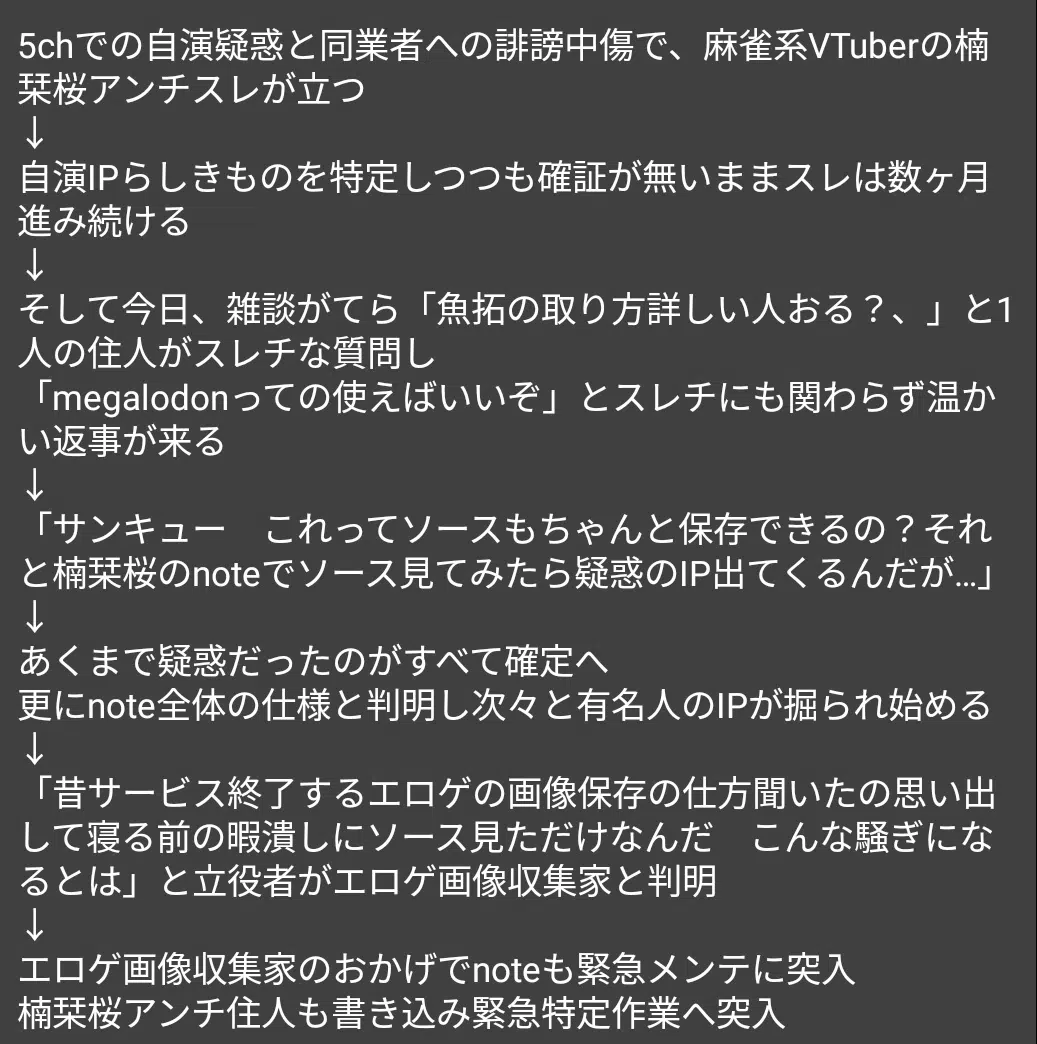 5chでの自演疑惑と同業者への誹謗中傷で、麻雀系VTuberの楠
栞桜アンチスレが立つ
↓
自演IPらしきものを特定しつつも確証が無いままスレは数ヶ月
進み続ける
↓
そして今日、雑談がてら「魚拓の取り方詳しい人おる？、」と1
人の住人がスレチな質問し
「megalodonっての使えばいいぞ」とスレチにも関わらず温か
い返事が来る
↓
「サンキュー　これってソースもちゃんと保存できるの？それ
と楠栞桜のnoteでソース見てみたら疑惑のIP出てくるんだが…」
↓
あくまで疑惑だったのがすべて確定へ
更にnote全体の仕様と判明し次々と有名人のIPが掘られ始める
↓
「昔サービス終了するエロゲの画像保存の仕方聞いたの思い出
して寝る前の暇潰しにソース見ただけなんだ　こんな騒ぎにな
るとは」と立役者がエロゲ画像収集家と判明
↓
エロゲ画像収集家のおかげでnoteも緊急メンテに突入
楠栞桜アンチ住人も書き込み緊急特定作業へ突入